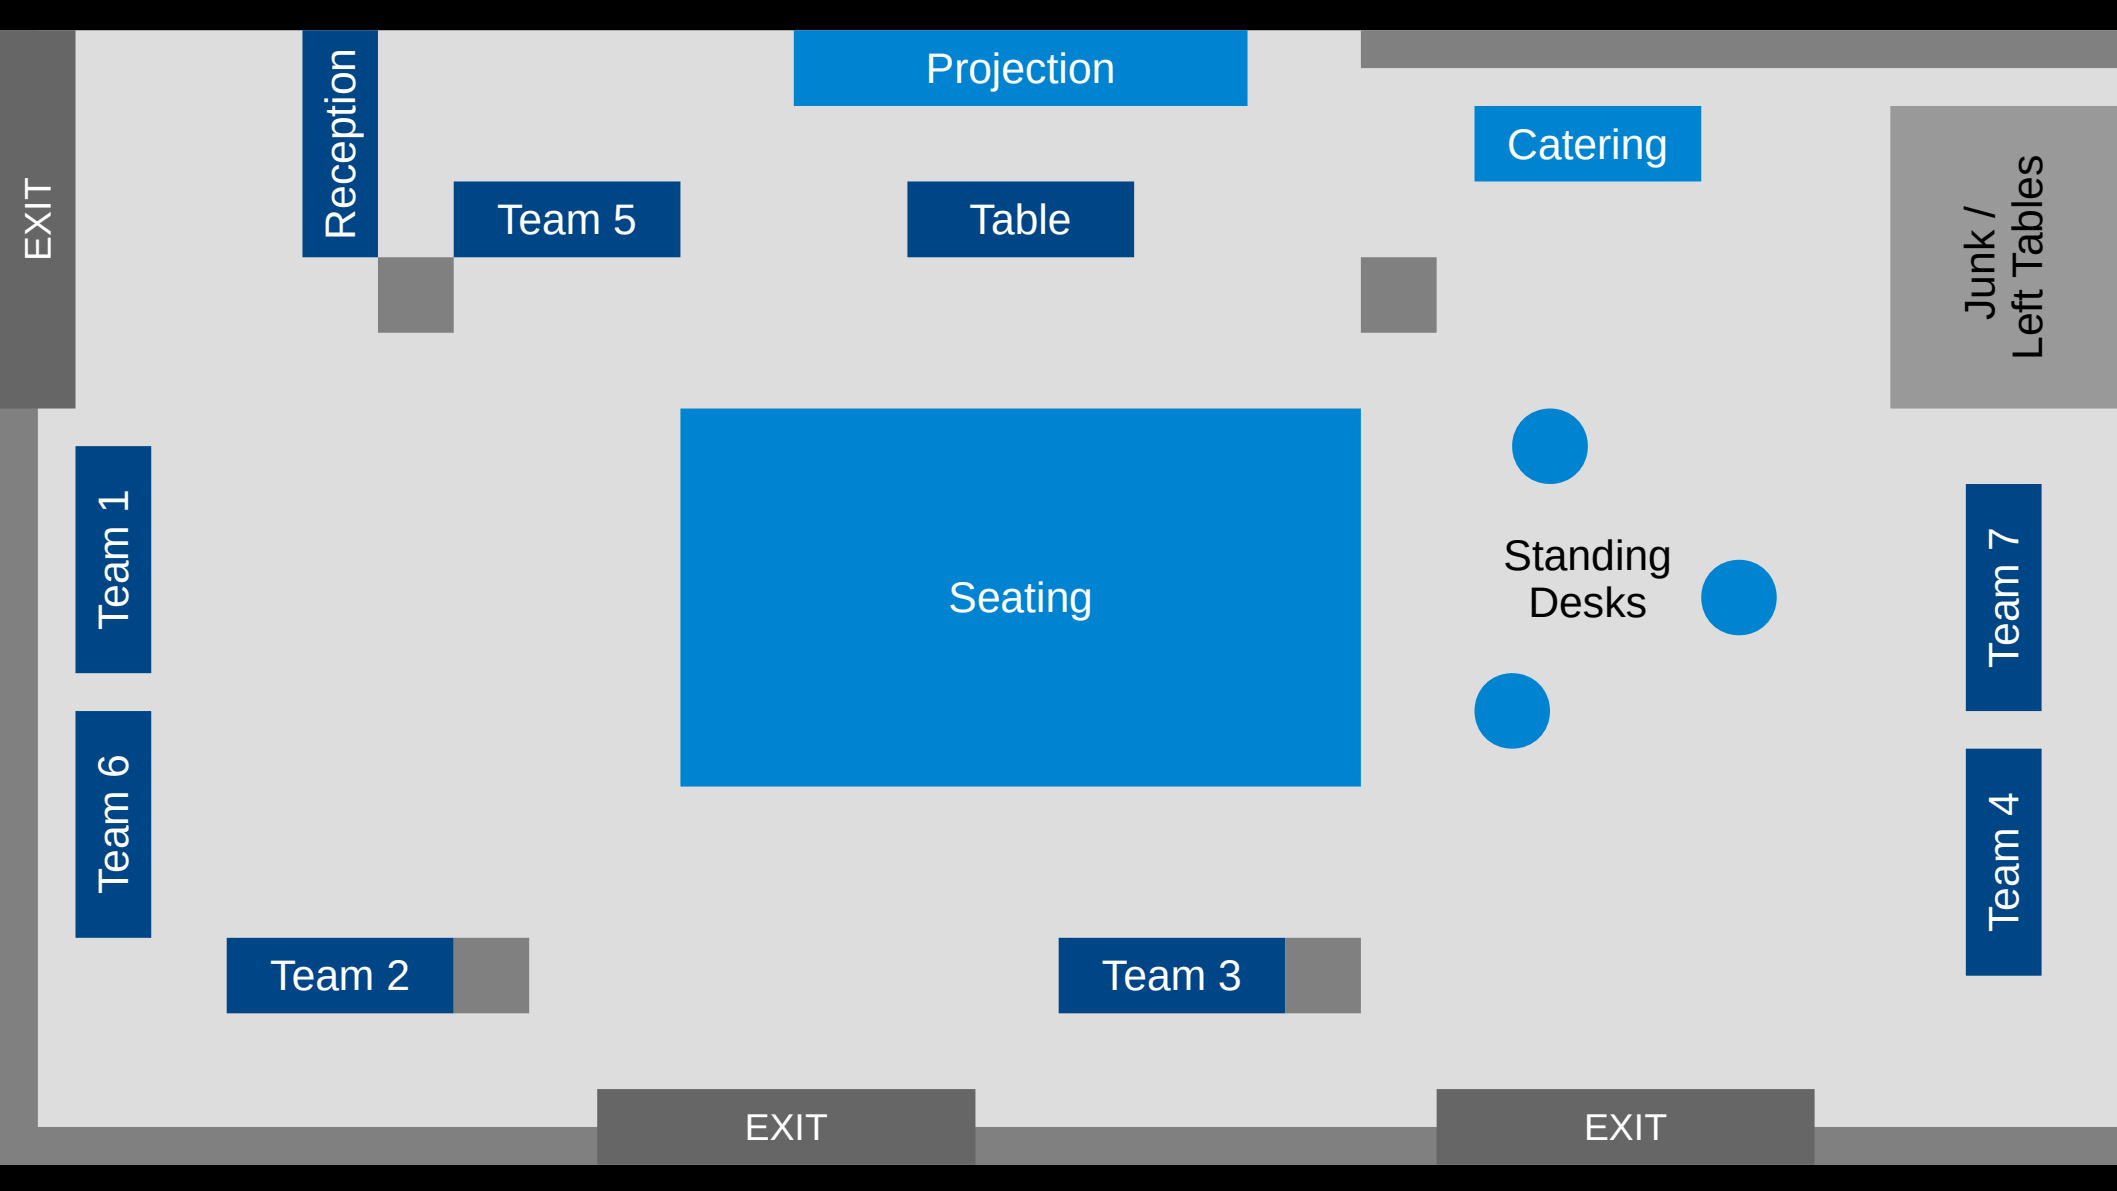 EXIT
Reception
Projection
Catering
Team 5
Table
Junk /
Left Tables
Team 1
Seating
Standing
Desks
Team 7
Team 6
Team 4
Team 2
Team 3
EXIT
EXIT